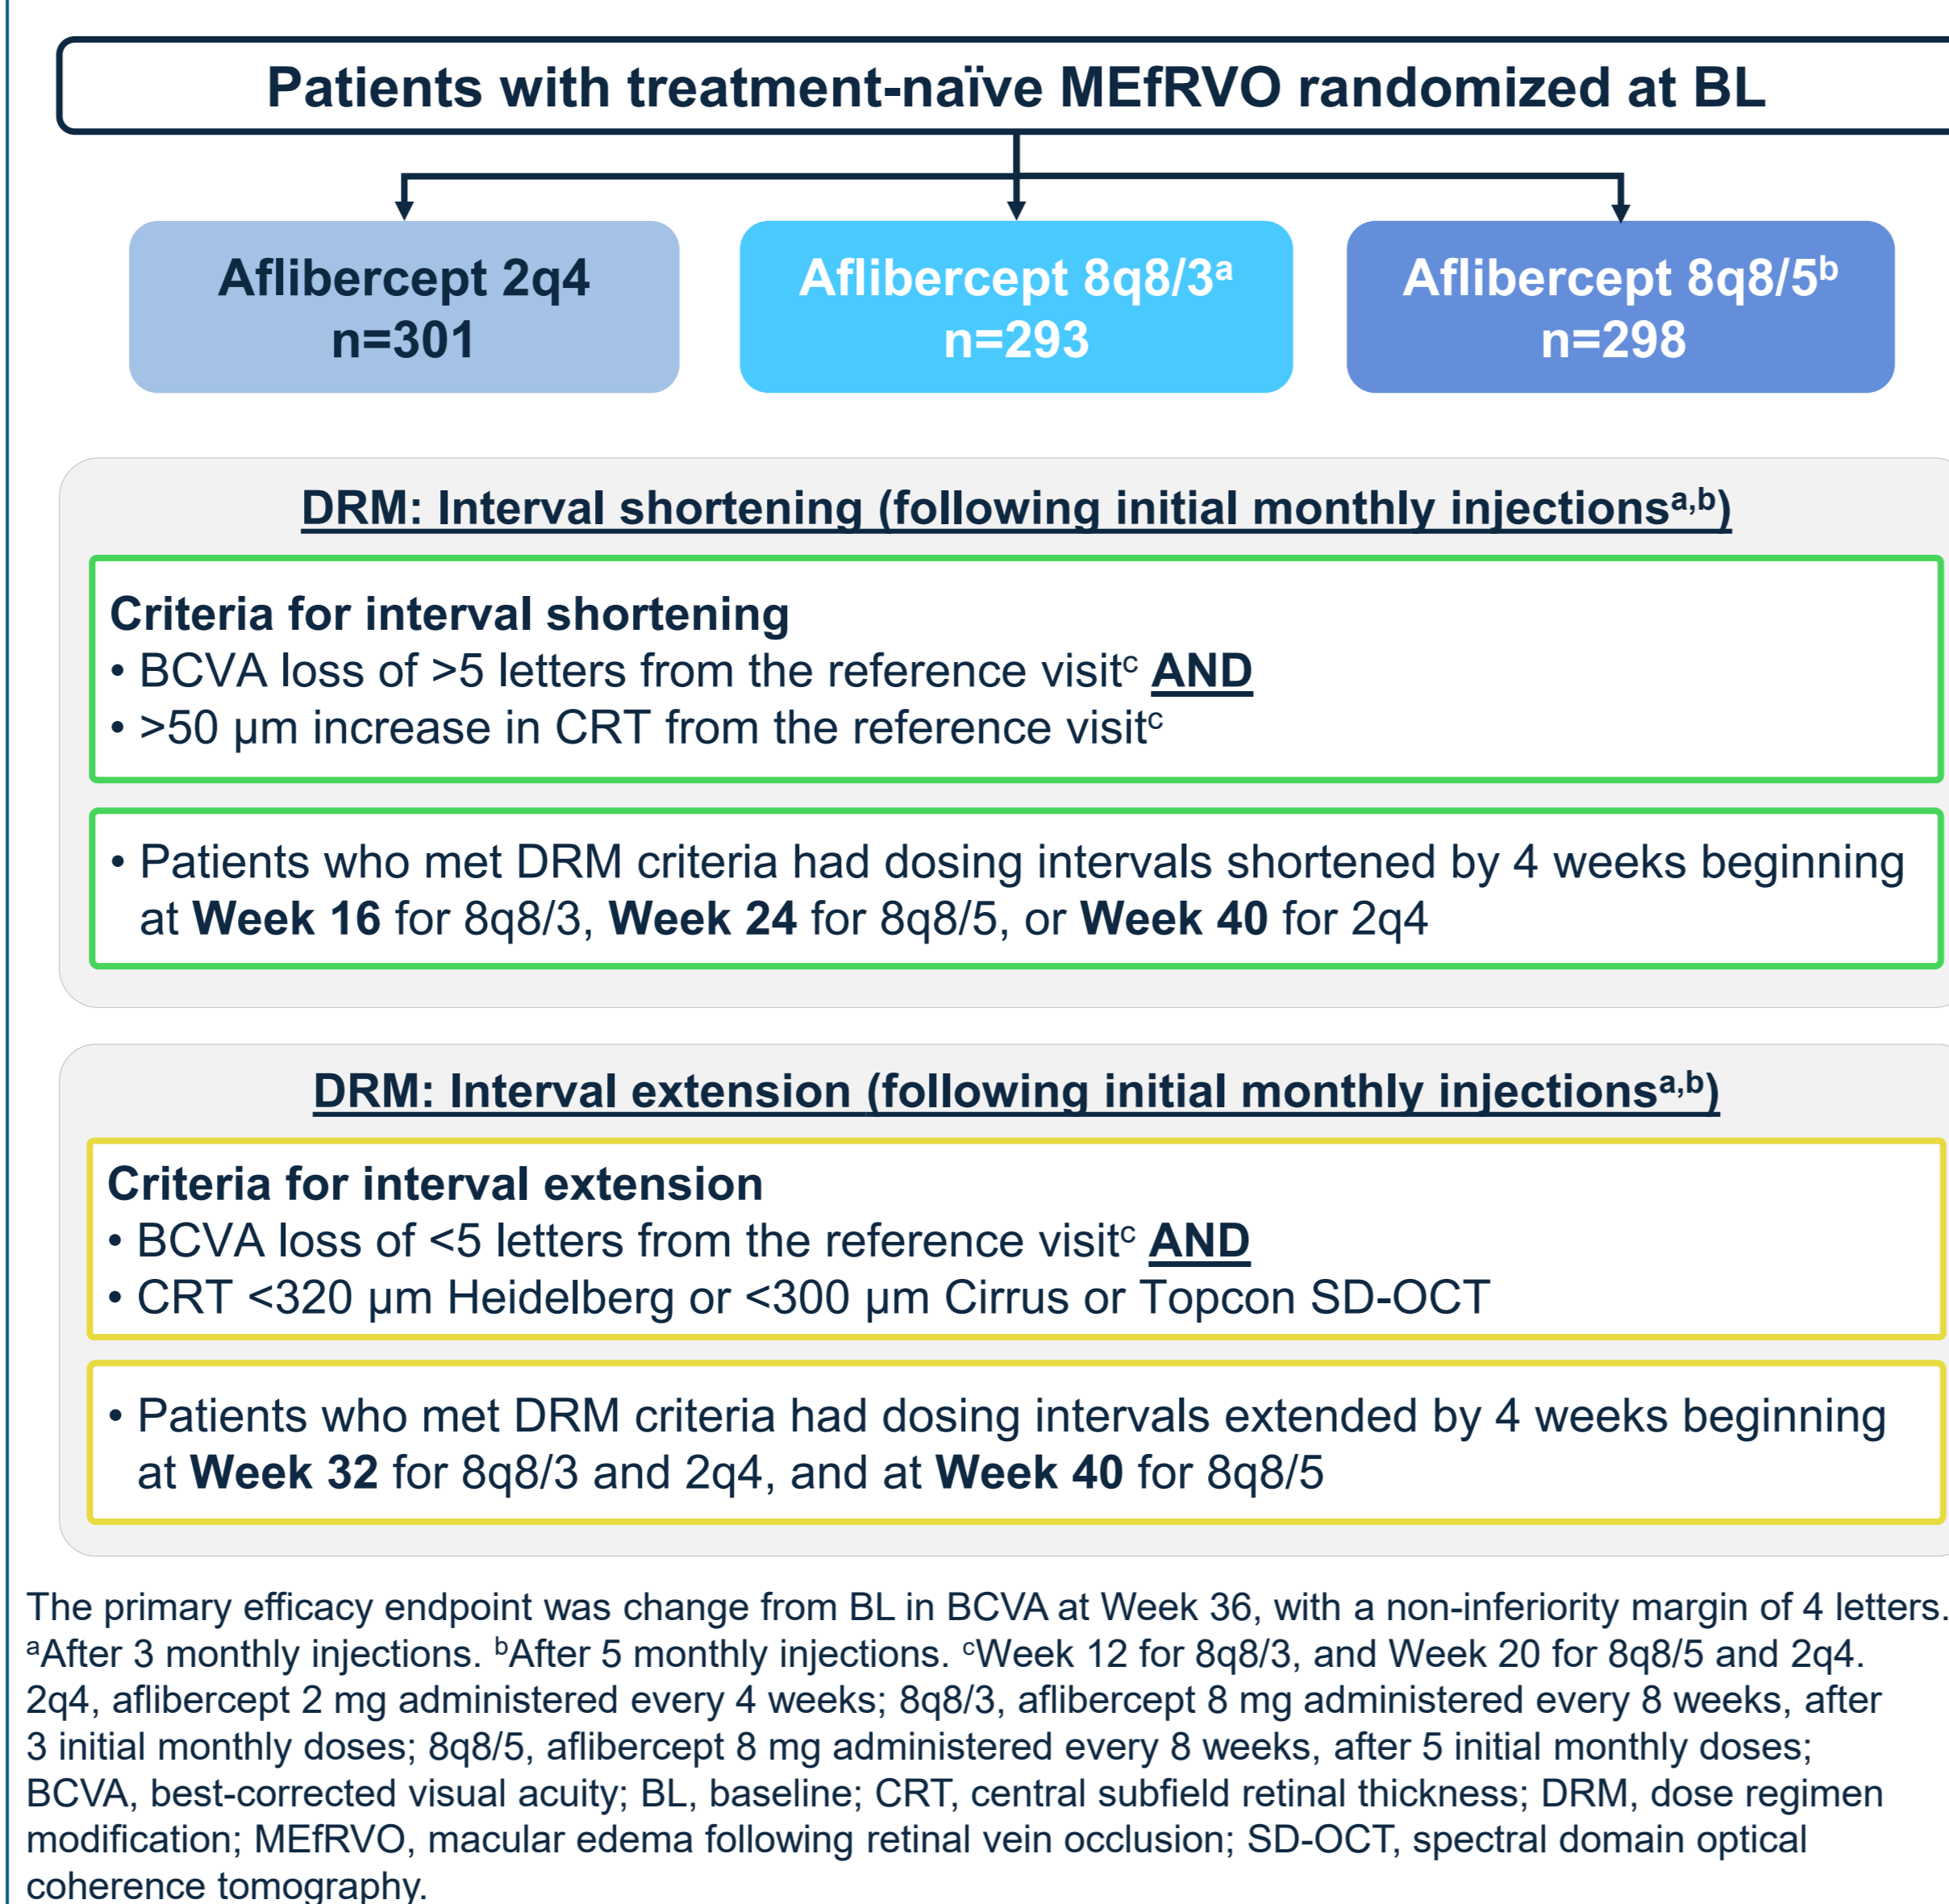 Patients with treatment-naïve MEfRVO randomized at BL
Aflibercept 2q4
n=301
Aflibercept 8q8/3ᵃ
n=293
Aflibercept 8q8/5ᵇ
n=298
DRM: Interval shortening (following initial monthly injectionsᵃ,ᵇ)
Criteria for interval shortening
• BCVA loss of >5 letters from the reference visitᶜ AND
• >50 µm increase in CRT from the reference visitᶜ
• Patients who met DRM criteria had dosing intervals shortened by 4 weeks beginning
at Week 16 for 8q8/3, Week 24 for 8q8/5, or Week 40 for 2q4
DRM: Interval extension (following initial monthly injectionsᵃ,ᵇ)
Criteria for interval extension
• BCVA loss of <5 letters from the reference visitᶜ AND
• CRT <320 µm Heidelberg or <300 µm Cirrus or Topcon SD-OCT
• Patients who met DRM criteria had dosing intervals extended by 4 weeks beginning
at Week 32 for 8q8/3 and 2q4, and at Week 40 for 8q8/5
The primary efficacy endpoint was change from BL in BCVA at Week 36, with a non-inferiority margin of 4 letters.
ᵃAfter 3 monthly injections. ᵇAfter 5 monthly injections. ᶜWeek 12 for 8q8/3, and Week 20 for 8q8/5 and 2q4.
2q4, aflibercept 2 mg administered every 4 weeks; 8q8/3, aflibercept 8 mg administered every 8 weeks, after
3 initial monthly doses; 8q8/5, aflibercept 8 mg administered every 8 weeks, after 5 initial monthly doses;
BCVA, best-corrected visual acuity; BL, baseline; CRT, central subfield retinal thickness; DRM, dose regimen
modification; MEfRVO, macular edema following retinal vein occlusion; SD-OCT, spectral domain optical
coherence tomography.